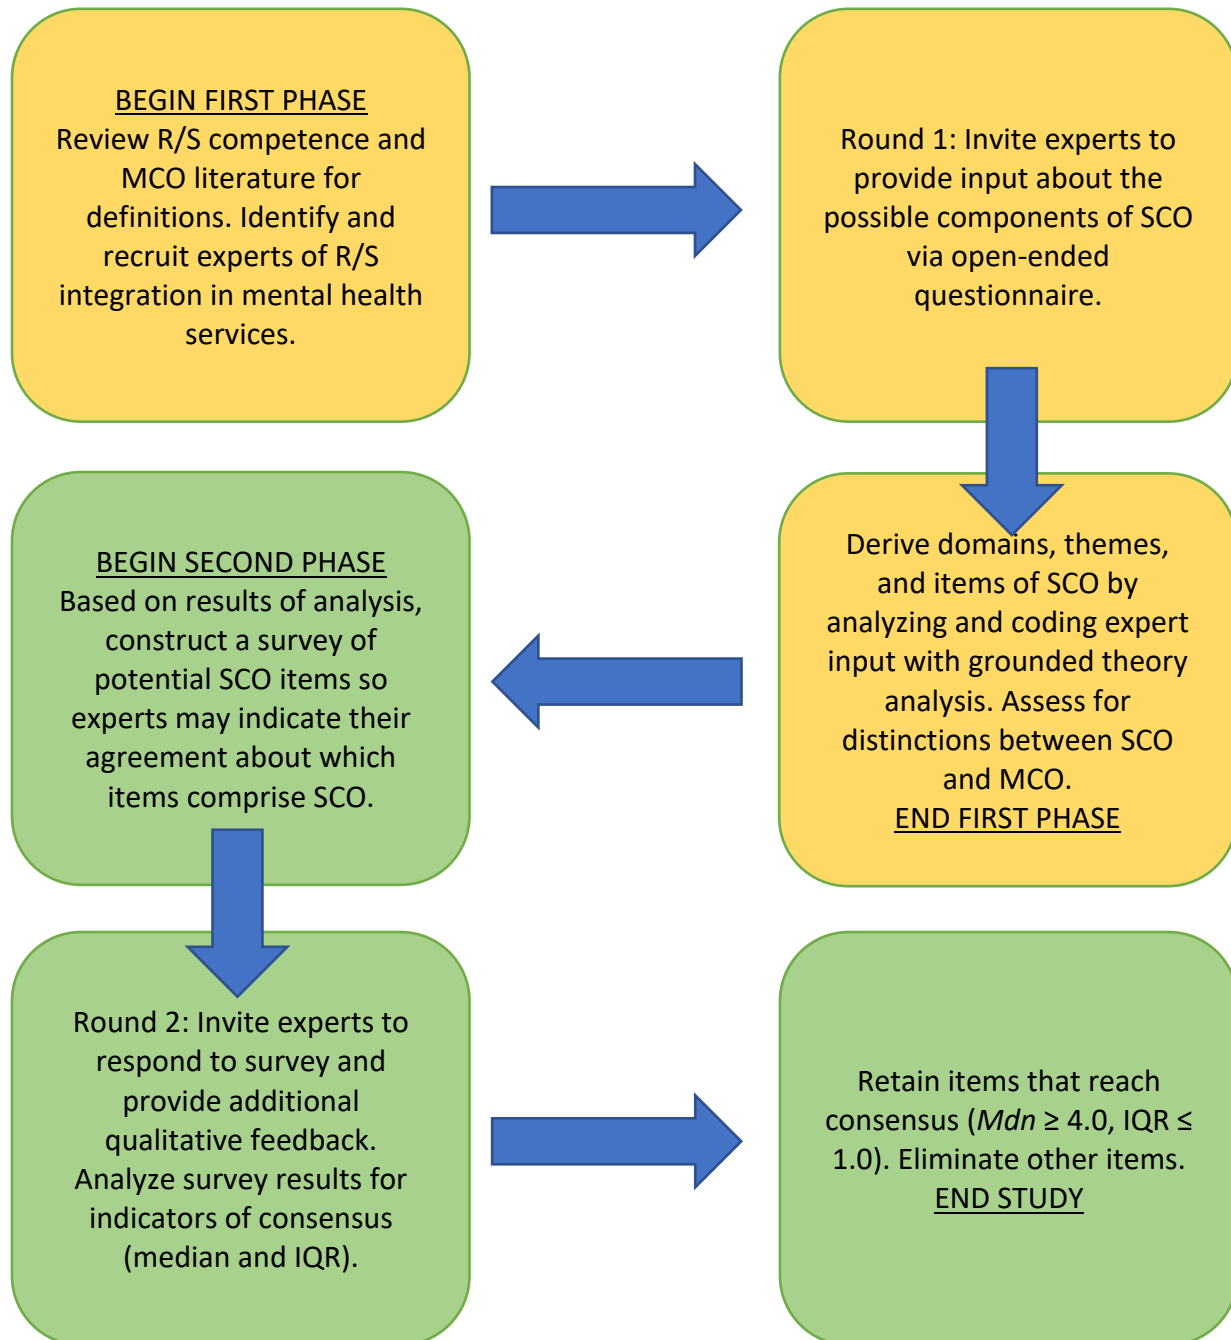 BEGIN FIRST PHASE
Review R/S competence and
MCO literature for
definitions. Identify and
recruit experts of R/S
integration in mental health
services.
Round 1: Invite experts to
provide input about the
possible components of SCO
via open-ended
questionnaire.
Derive domains, themes,
and items of SCO by
analyzing and coding expert
input with grounded theory
analysis. Assess for
distinctions between SCO
and MCO.
END FIRST PHASE
BEGIN SECOND PHASE
Based on results of analysis,
construct a survey of
potential SCO items so
experts may indicate their
agreement about which
items comprise SCO.
Round 2: Invite experts to
respond to survey and
provide additional
qualitative feedback.
Analyze survey results for
indicators of consensus
(median and IQR).
Retain items that reach
consensus (Mdn ≥ 4.0, IQR ≤
1.0). Eliminate other items.
END STUDY